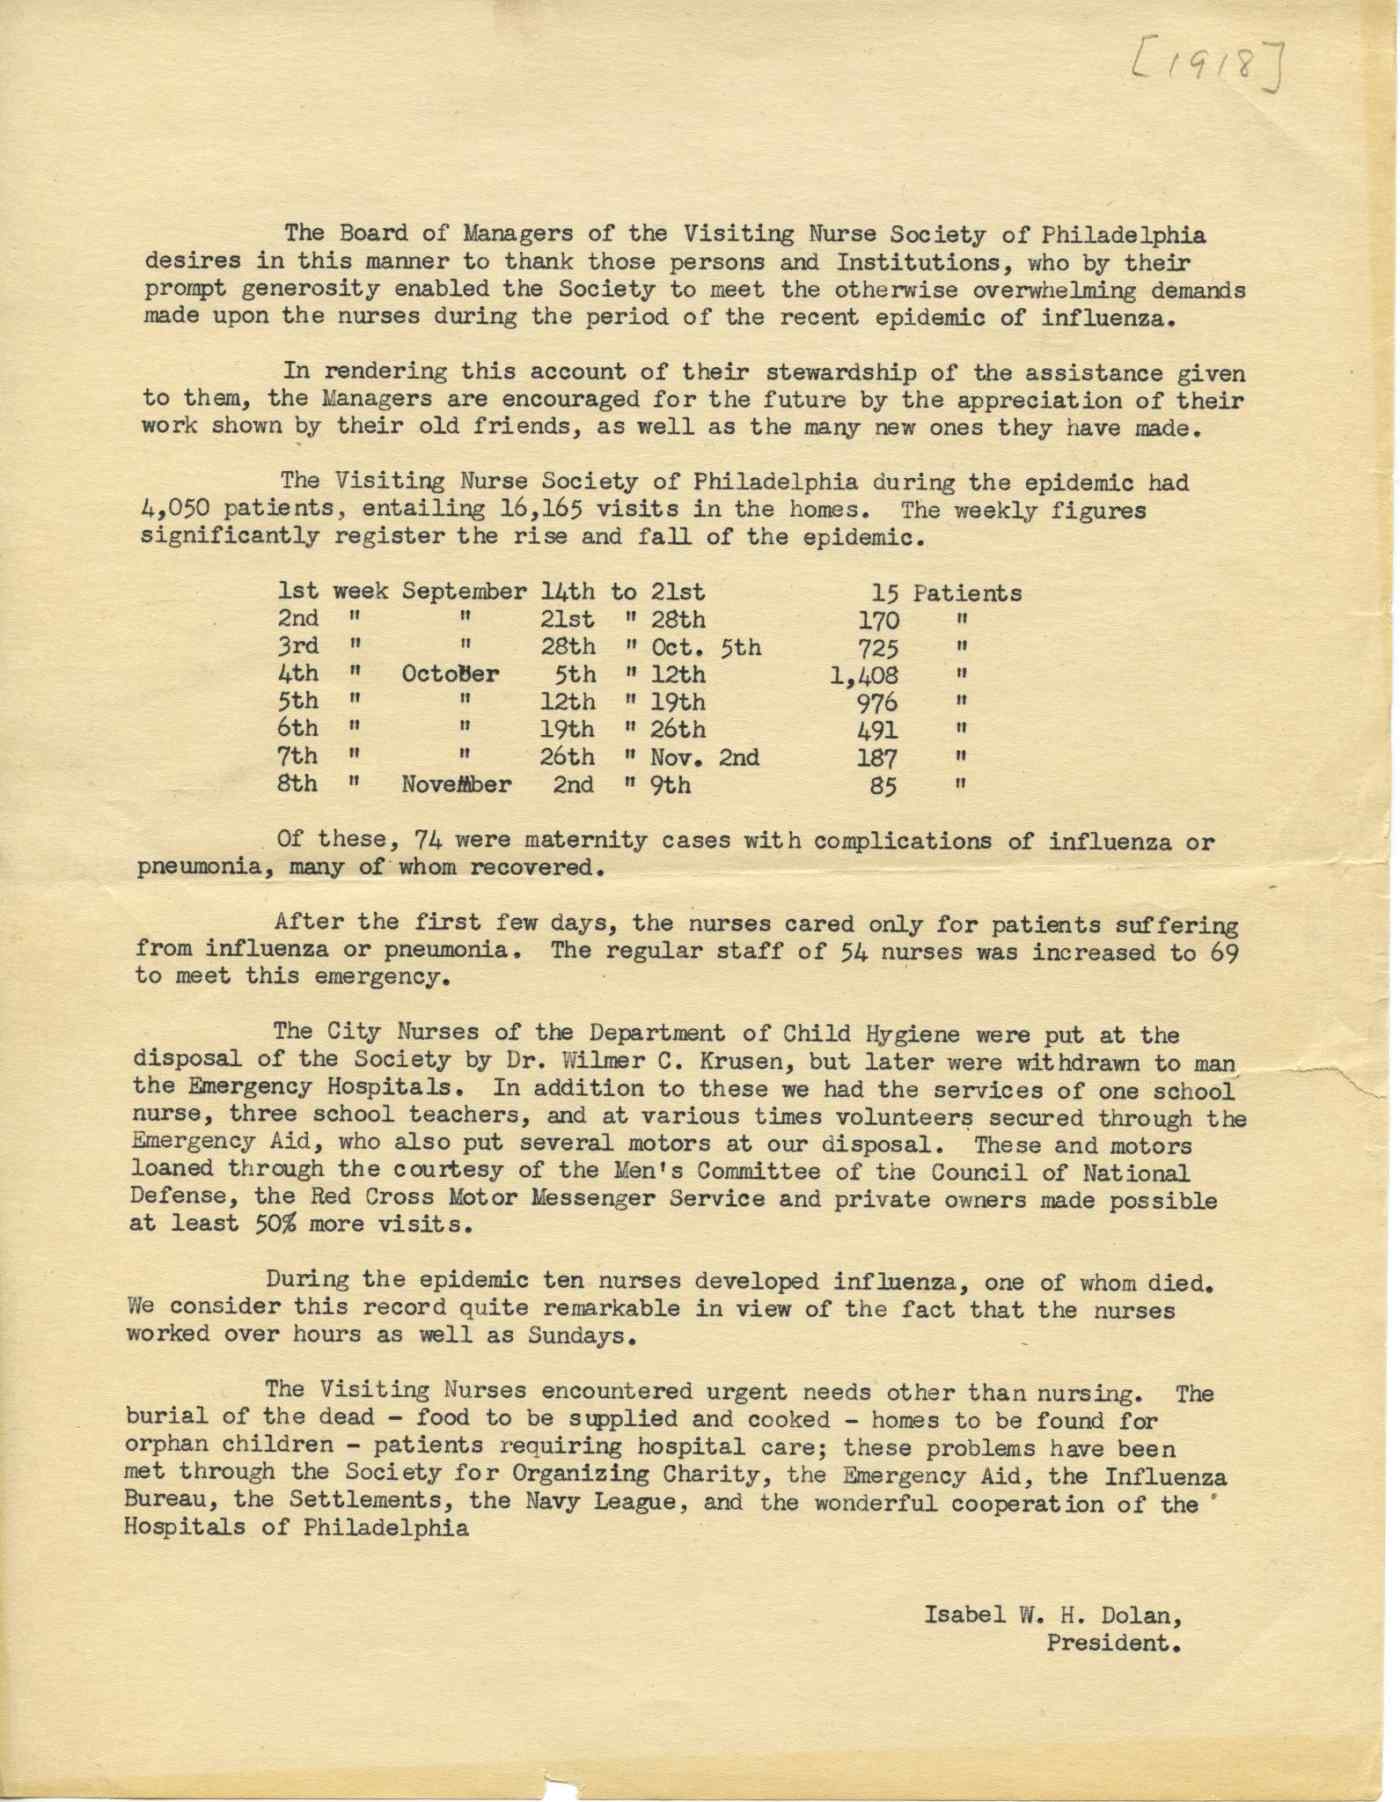 [1918]
The Board of Managers of the Visiting Nurse Society of Philadelphia
desires in this manner to thank those persons and Institutions, who by their
prompt generosity enabled the Society to meet the otherwise overwhelming demands
made upon the nurses during the period of the recent epidemic of influenza.
In rendering this account of their stewardship of the assistance given
to them, the Managers are encouraged for the future by the appreciation of their
work shown by their old friends, as well as the many new ones they have made.
The Visiting Nurse Society of Philadelphia during the epidemic had
4,050 patients, entailing 16,165 visits in the homes. The weekly figures
significantly register the rise and fall of the epidemic.
1st week September 14th to 21st 15 Patients
2nd " " 21st " 28th 170 "
3rd " " 28th " Oct. 5th 725 "
4th " October 5th " 12th 1,408 "
5th " " 12th " 19th 976 "
6th " " 19th " 26th 491 "
7th " " 26th " Nov. 2nd 187 "
8th " November 2nd " 9th 85 "
Of these, 74 were maternity cases with complications of influenza or
pneumonia, many of whom recovered.
After the first few days, the nurses cared only for patients suffering
from influenza or pneumonia. The regular staff of 54 nurses was increased to 69
to meet this emergency.
The City Nurses of the Department of Child Hygiene were put at the
disposal of the Society by Dr. Wilmer C. Krusen, but later were withdrawn to man
the Emergency Hospitals. In addition to these we had the services of one school
nurse, three school teachers, and at various times volunteers secured through the
Emergency Aid, who also put several motors at our disposal. These and motors
loaned through the courtesy of the Men's Committee of the Council of National
Defense, the Red Cross Motor Messenger Service and private owners made possible
at least 50% more visits.
During the epidemic ten nurses developed influenza, one of whom died.
We consider this record quite remarkable in view of the fact that the nurses
worked over hours as well as Sundays.
The Visiting Nurses encountered urgent needs other than nursing. The
burial of the dead - food to be supplied and cooked - homes to be found for
orphan children - patients requiring hospital care; these problems have been
met through the Society for Organizing Charity, the Emergency Aid, the Influenza
Bureau, the Settlements, the Navy League, and the wonderful cooperation of the
Hospitals of Philadelphia
Isabel W. H. Dolan,
President.